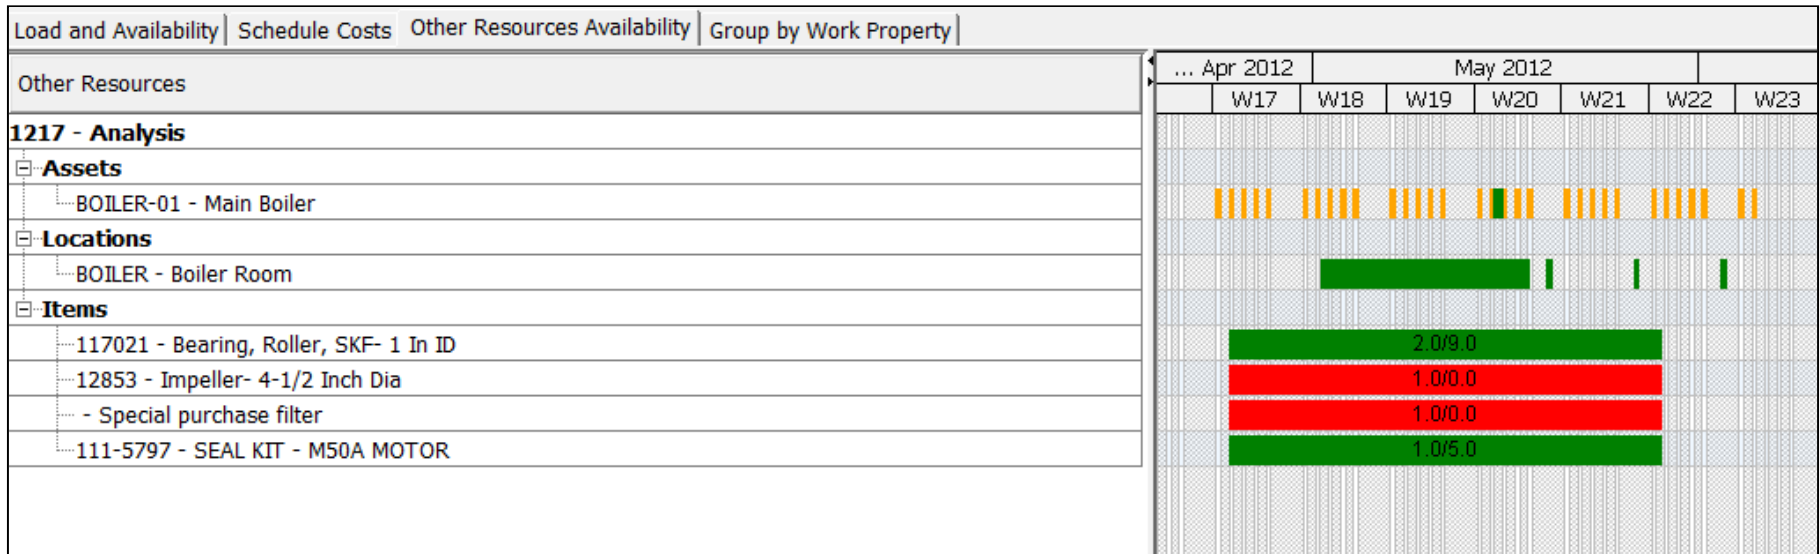 Load and Availability Schedule Costs Other Resources Availability Group by Work Property
Other Resources
... Apr 2012 May 2012
W17 W18 W19 W20 W21 W22 W23
1217 - Analysis
Assets
BOILER-01 - Main Boiler
Locations
BOILER - Boiler Room
Items
117021 - Bearing, Roller, SKF- 1 In ID 2.0/9.0
12853 - Impeller- 4-1/2 Inch Dia 1.0/0.0
- Special purchase filter 1.0/0.0
111-5797 - SEAL KIT - M50A MOTOR 1.0/5.0